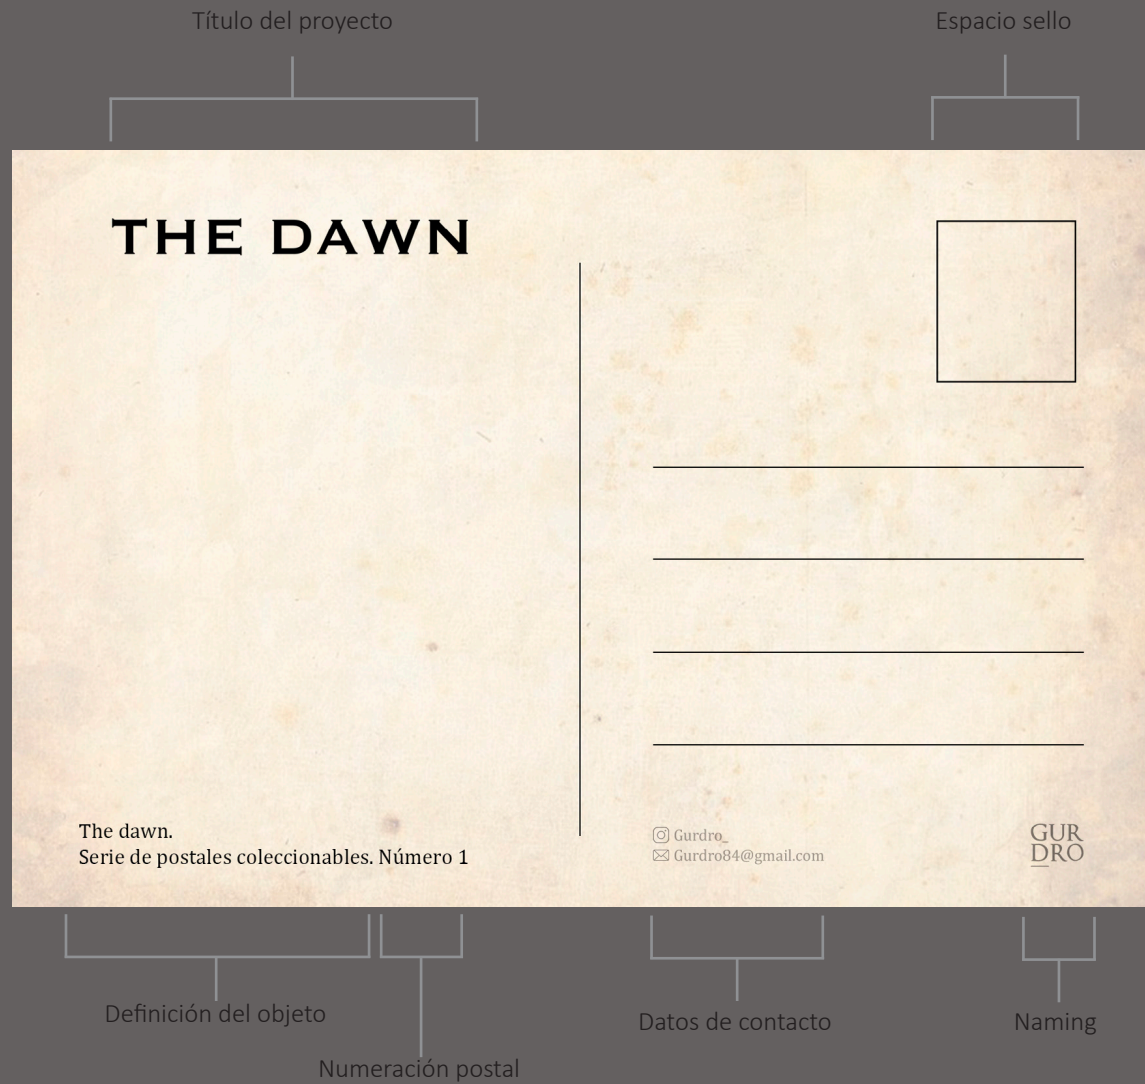 Título del proyecto
Espacio sello
THE DAWN
The dawn.
Serie de postales coleccionables. Número 1
Gurdro_
Gurdro84@gmail.com
GUR
DRO
Definición del objeto
Numeración postal
Datos de contacto
Naming